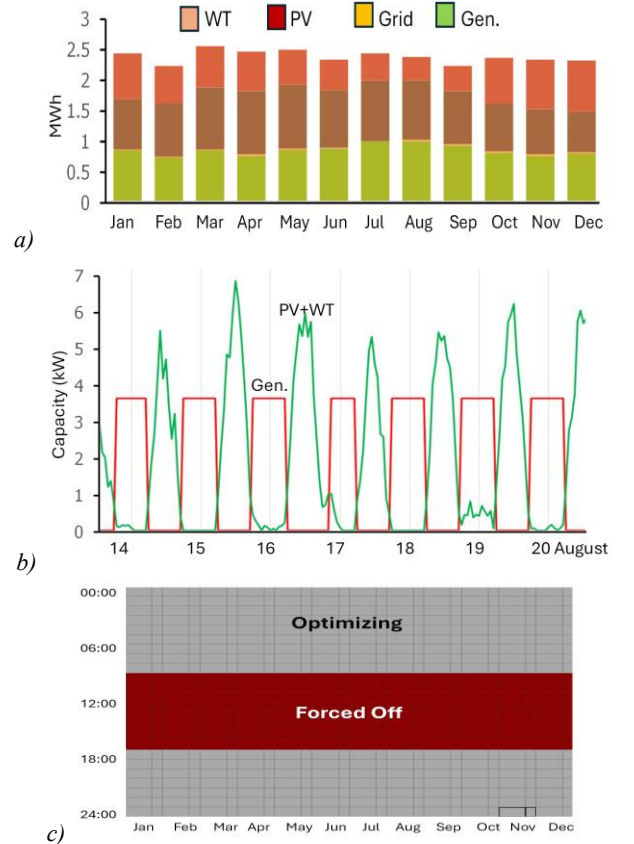 WT PV Grid Gen.
3
2.5
2
1.5
1
0.5
0
MWh
Jan Feb Mar Apr May Jun Jul Aug Sep Oct Nov Dec
a)
7
6
5
4
3
2
1
0
Capacity (kW)
PV+WT
Gen.
14 15 16 17 18 19 20 August
b)
00:00
Optimizing
06:00
12:00
Forced Off
18:00
24:00
Jan Feb Mar Apr May Jun Jul Aug Sep Oct Nov Dec
c)